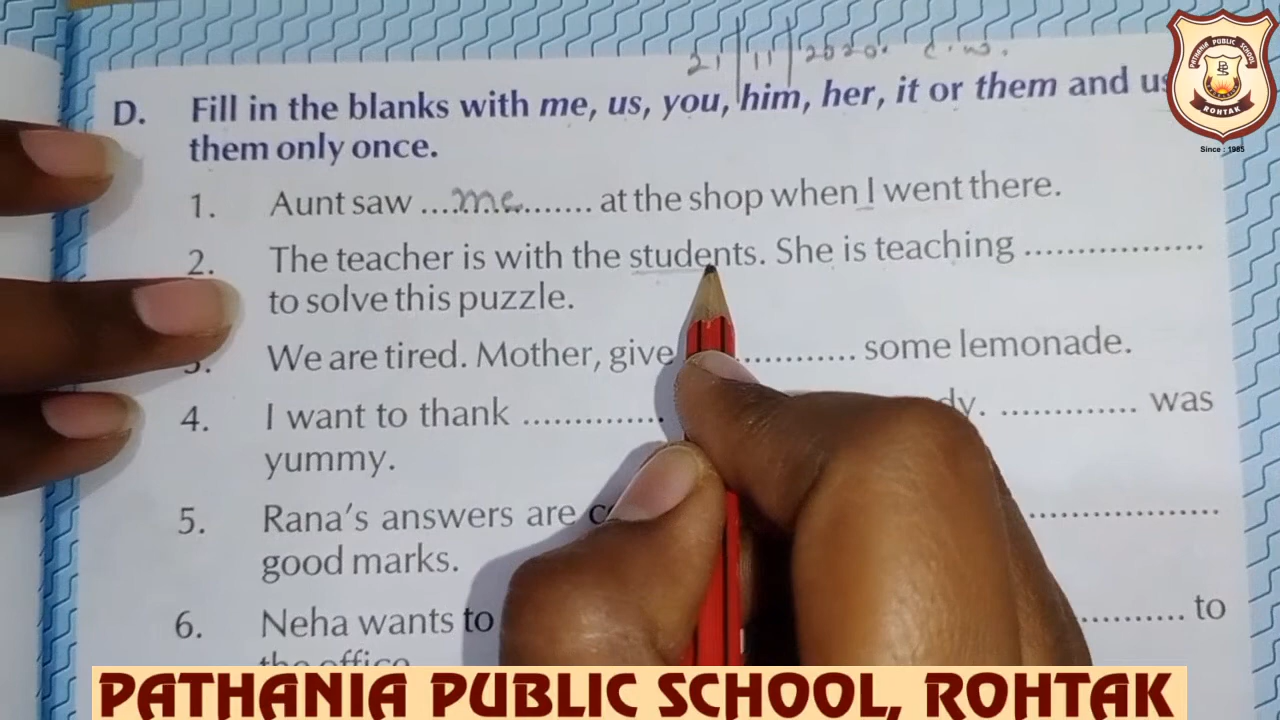 21/11/2020. C.W.
D. Fill in the blanks with me, us, you, him, her, it or them and
them only once.
1. Aunt saw ....me........ at the shop when I went there.
2. The teacher is with the students. She is teaching ..................
to solve this puzzle.
3. We are tired. Mother, give ............ some lemonade.
4. I want to thank .............. ............. was
yummy.
5. Rana's answers are ...................
good marks.
6. Neha wants to ........... to
the office
PATHANIA PUBLIC SCHOOL
PS
ROHTAK
Since : 1985
PATHANIA PUBLIC SCHOOL, ROHTAK